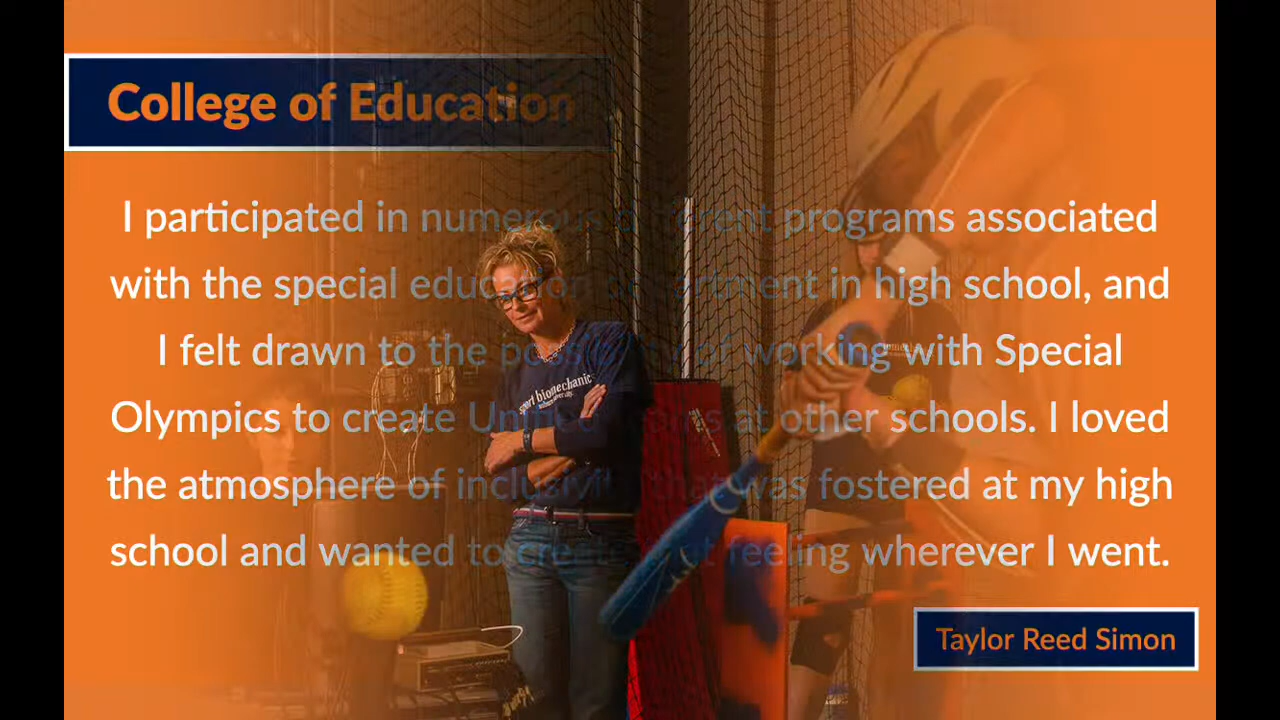 College of Education
I participated in numerous different programs associated
with the special education department in high school, and
I felt drawn to the possibility of working with Special
Olympics to create Unified teams at other schools. I loved
the atmosphere of inclusivity that was fostered at my high
school and wanted to create that feeling wherever I went.
sport biomechanics
Taylor Reed Simon